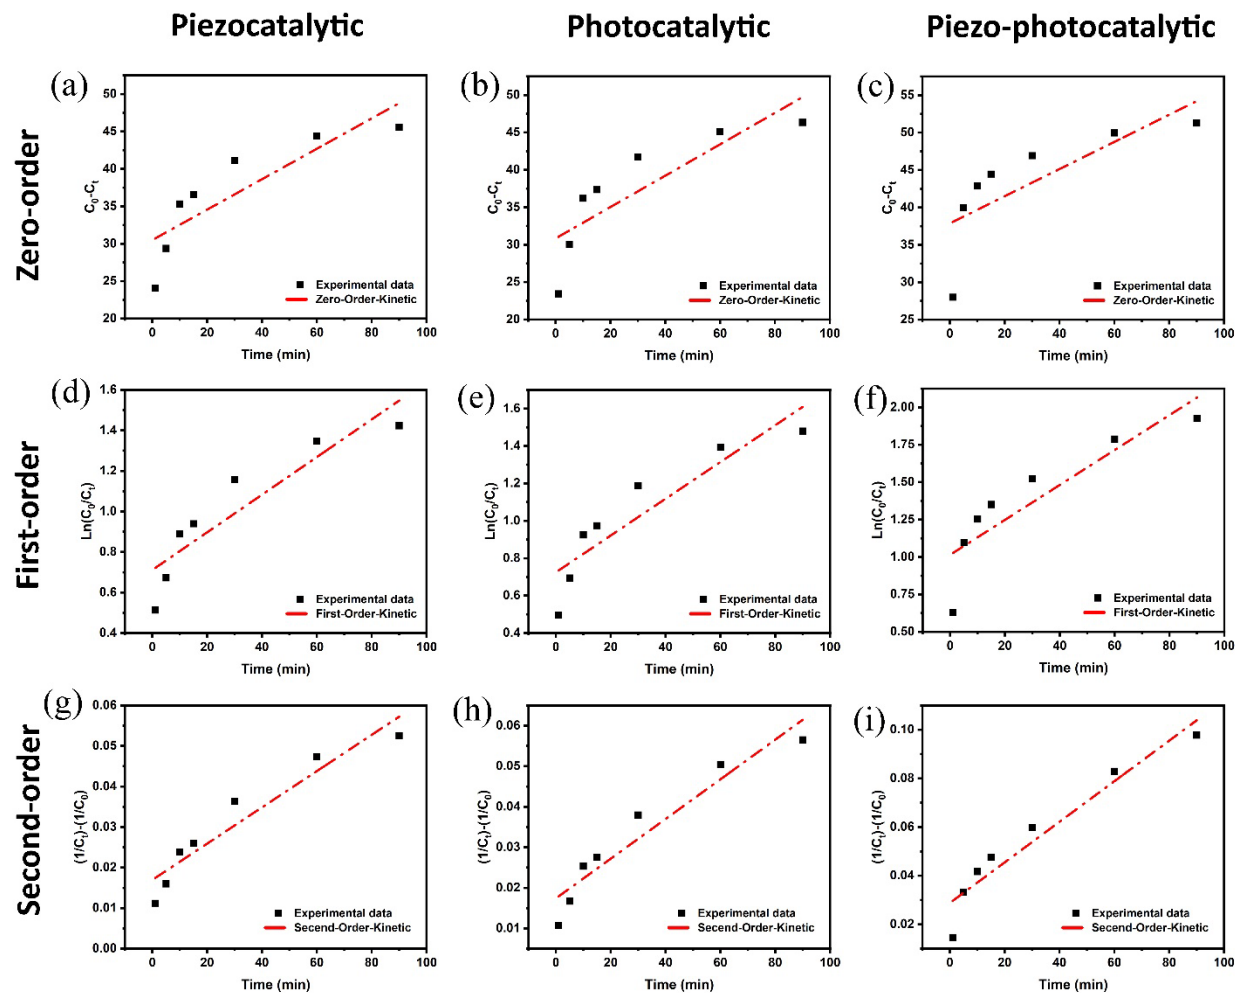 Piezocatalytic Photocatalytic Piezo-photocatalytic
Zero-order
(a)
50
45
40
35
30
25
20
C₀-Cₜ
0 20 40 60 80 100
Time (min)
Experimental data
Zero-Order-Kinetic
(b)
50
45
40
35
30
25
20
C₀-Cₜ
0 20 40 60 80 100
Time (min)
Experimental data
Zero-Order-Kinetic
(c)
55
50
45
40
35
30
25
C₀-Cₜ
0 20 40 60 80 100
Time (min)
Experimental data
Zero-Order-Kinetic
First-order
(d)
1.6
1.4
1.2
1.0
0.8
0.6
0.4
Ln(C₀/Cₜ)
0 20 40 60 80 100
Time (min)
Experimental data
First-Order-Kinetic
(e)
1.6
1.4
1.2
1.0
0.8
0.6
0.4
Ln(C₀/Cₜ)
0 20 40 60 80 100
Time (min)
Experimental data
First-Order-Kinetic
(f)
2.00
1.75
1.50
1.25
1.00
0.75
0.50
Ln(C₀/Cₜ)
0 20 40 60 80 100
Time (min)
Experimental data
First-Order-Kinetic
Second-order
(g)
0.06
0.05
0.04
0.03
0.02
0.01
0.00
(1/Cₜ)-(1/C₀)
0 20 40 60 80 100
Time (min)
Experimental data
Secend-Order-Kinetic
(h)
0.06
0.05
0.04
0.03
0.02
0.01
(1/Cₜ)-(1/C₀)
0 20 40 60 80 100
Time (min)
Experimental data
Secend-Order-Kinetic
(i)
0.10
0.08
0.06
0.04
0.02
(1/Cₜ)-(1/C₀)
0 20 40 60 80 100
Time (min)
Experimental data
Secend-Order-Kinetic